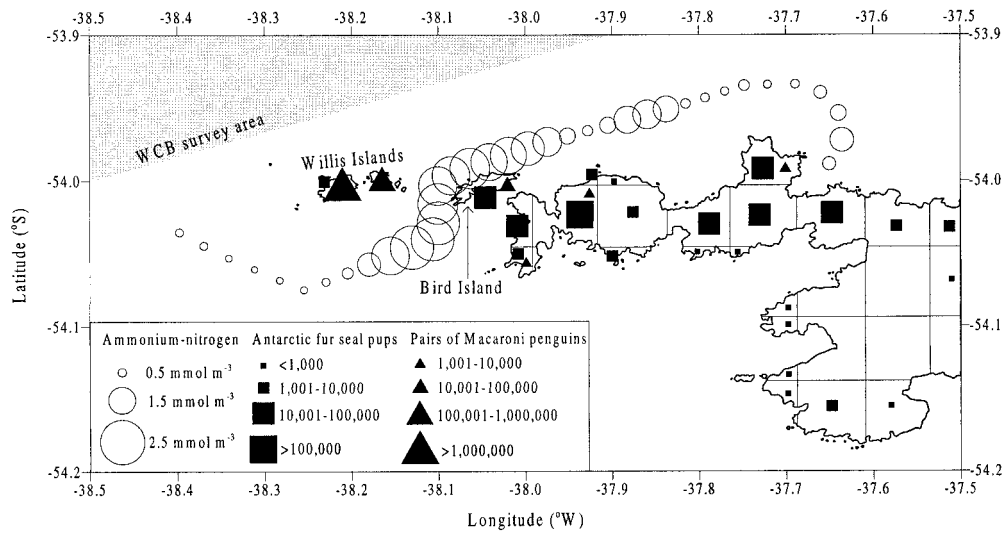 -38.5 -38.4 -38.3 -38.2 -38.1 -38.0 -37.9 -37.8 -37.7 -37.6 -37.5
-53.9 -53.9
WCB survey area
Willis Islands
-54.0 -54.0
Latitude (°S)
Bird Island
-54.1 -54.1
Ammonium-nitrogen Antarctic fur seal pups Pairs of Macaroni penguins
0.5 mmol m-3 <1,000 1,001-10,000
1.5 mmol m-3 1,001-10,000 10,001-100,000
10,001-100,000 100,001-1,000,000
2.5 mmol m-3 >100,000 >1,000,000
-54.2 -54.2
-38.5 -38.4 -38.3 -38.2 -38.1 -38.0 -37.9 -37.8 -37.7 -37.6 -37.5
Longitude (°W)